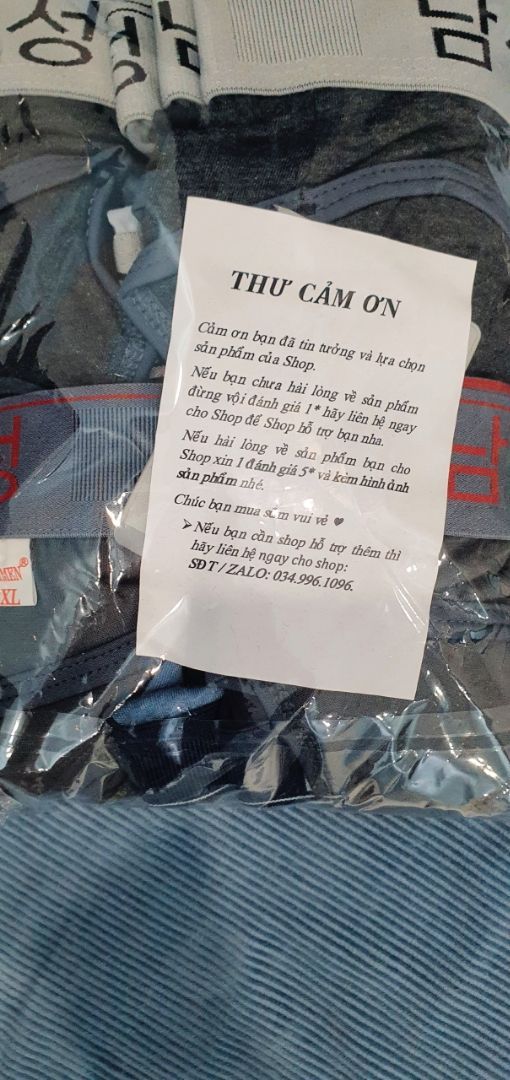 성
남
남
THƯ CẢM ƠN
Cảm ơn bạn đã tin tưởng và lựa chọn
sản phẩm của Shop.
Nếu bạn chưa hài lòng về sản phẩm
đừng vội đánh giá 1* hãy liên hệ ngay
cho Shop để Shop hỗ trợ bạn nha.
Nếu hài lòng về sản phẩm bạn cho
Shop xin 1 đánh giá 5* và kèm hình ảnh
sản phẩm nhé.
Chúc bạn mua sắm vui vẻ ♥
➢Nếu bạn cần shop hỗ trợ thêm thì
hãy liên hệ ngay cho shop:
SĐT / ZALO: 034.996.1096.
MEN®
XL